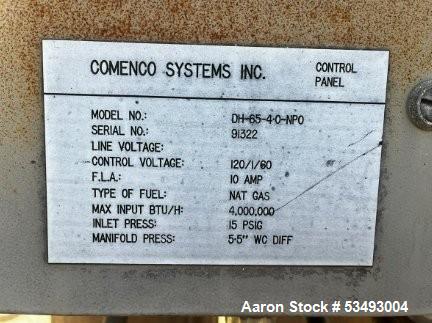 COMENCO SYSTEMS INC. CONTROL PANEL
MODEL NO.: DH-65-4·0-NPO
SERIAL NO.: 91322
LINE VOLTAGE:
CONTROL VOLTAGE: 120/1/60
F.L.A.: 10 AMP
TYPE OF FUEL: NAT GAS
MAX INPUT BTU/H: 4,000,000
INLET PRESS: 15 PSIG
MANIFOLD PRESS: 5·5" WC DIFF
Aaron Stock # 53493004